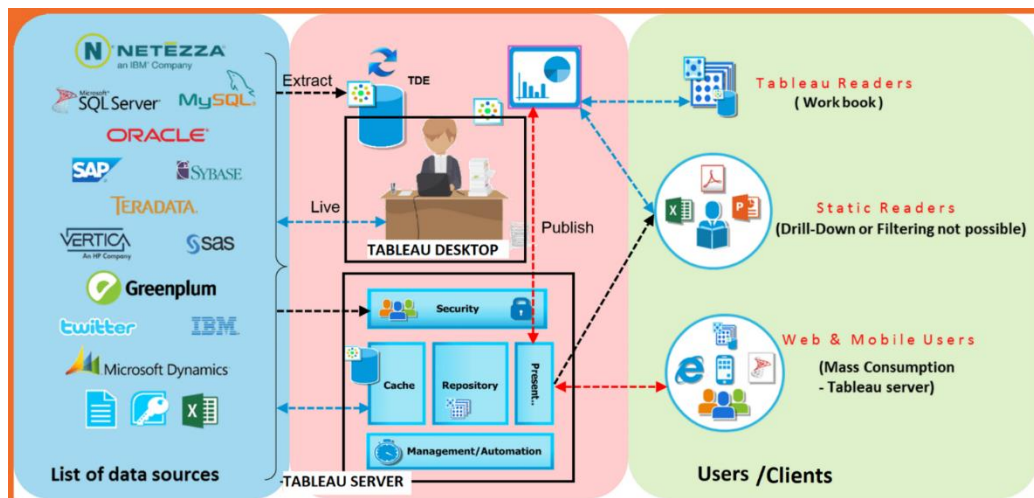 NETEZZA
an IBM® Company
Microsoft®
SQL Server®
MySQL®
ORACLE®
SAP
SYBASE
TERADATA.
VERTICA
An HP Company
sas
Greenplum
twitter
IBM
Microsoft Dynamics
List of data sources
Extract
TDE
Live
TABLEAU DESKTOP
Publish
Security
Cache
Repository
Present..
Management/Automation
-TABLEAU SERVER
Tableau Readers
( Work book )
Static Readers
(Drill-Down or Filtering not possible)
Web & Mobile Users
(Mass Consumption
- Tableau server)
Users /Clients